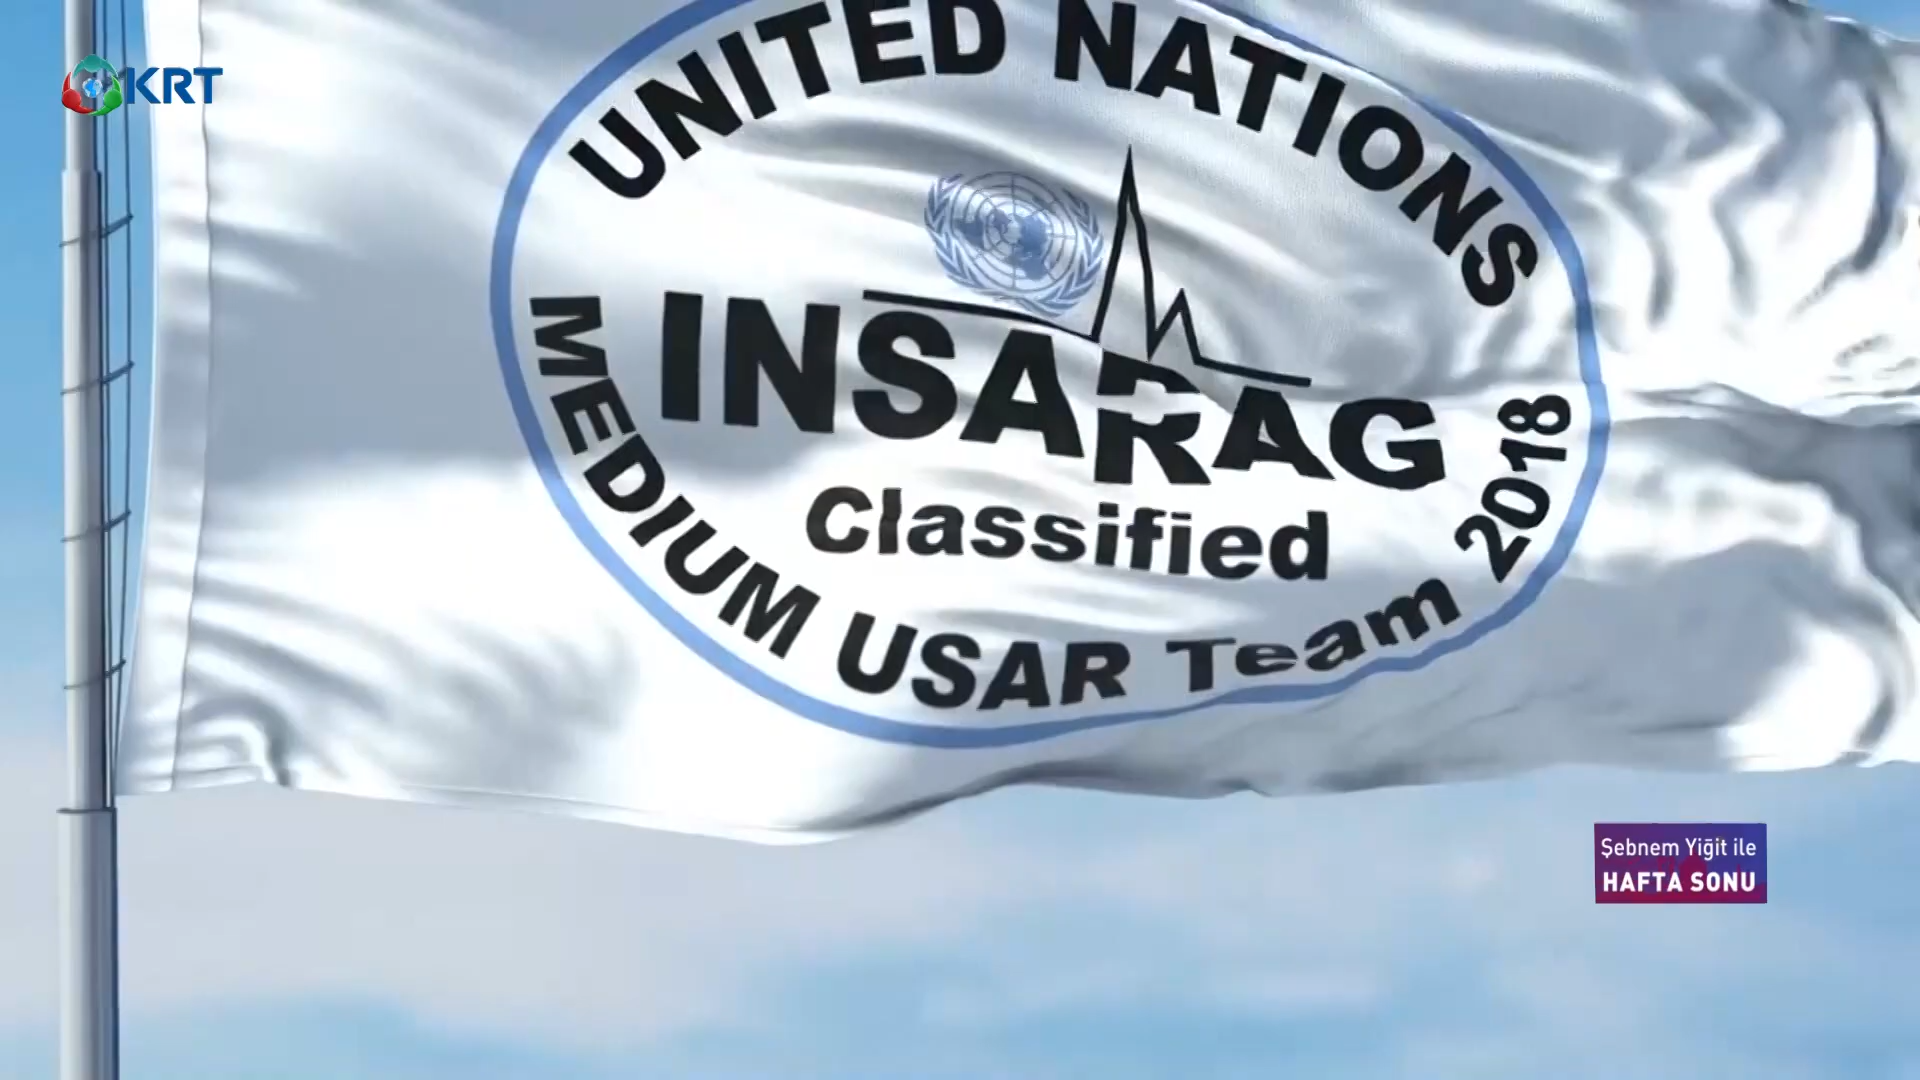 KRT
UNITED NATIONS
INSARAG
Classified
MEDIUM USAR Team 2018
Şebnem Yiğit ile
HAFTA SONU